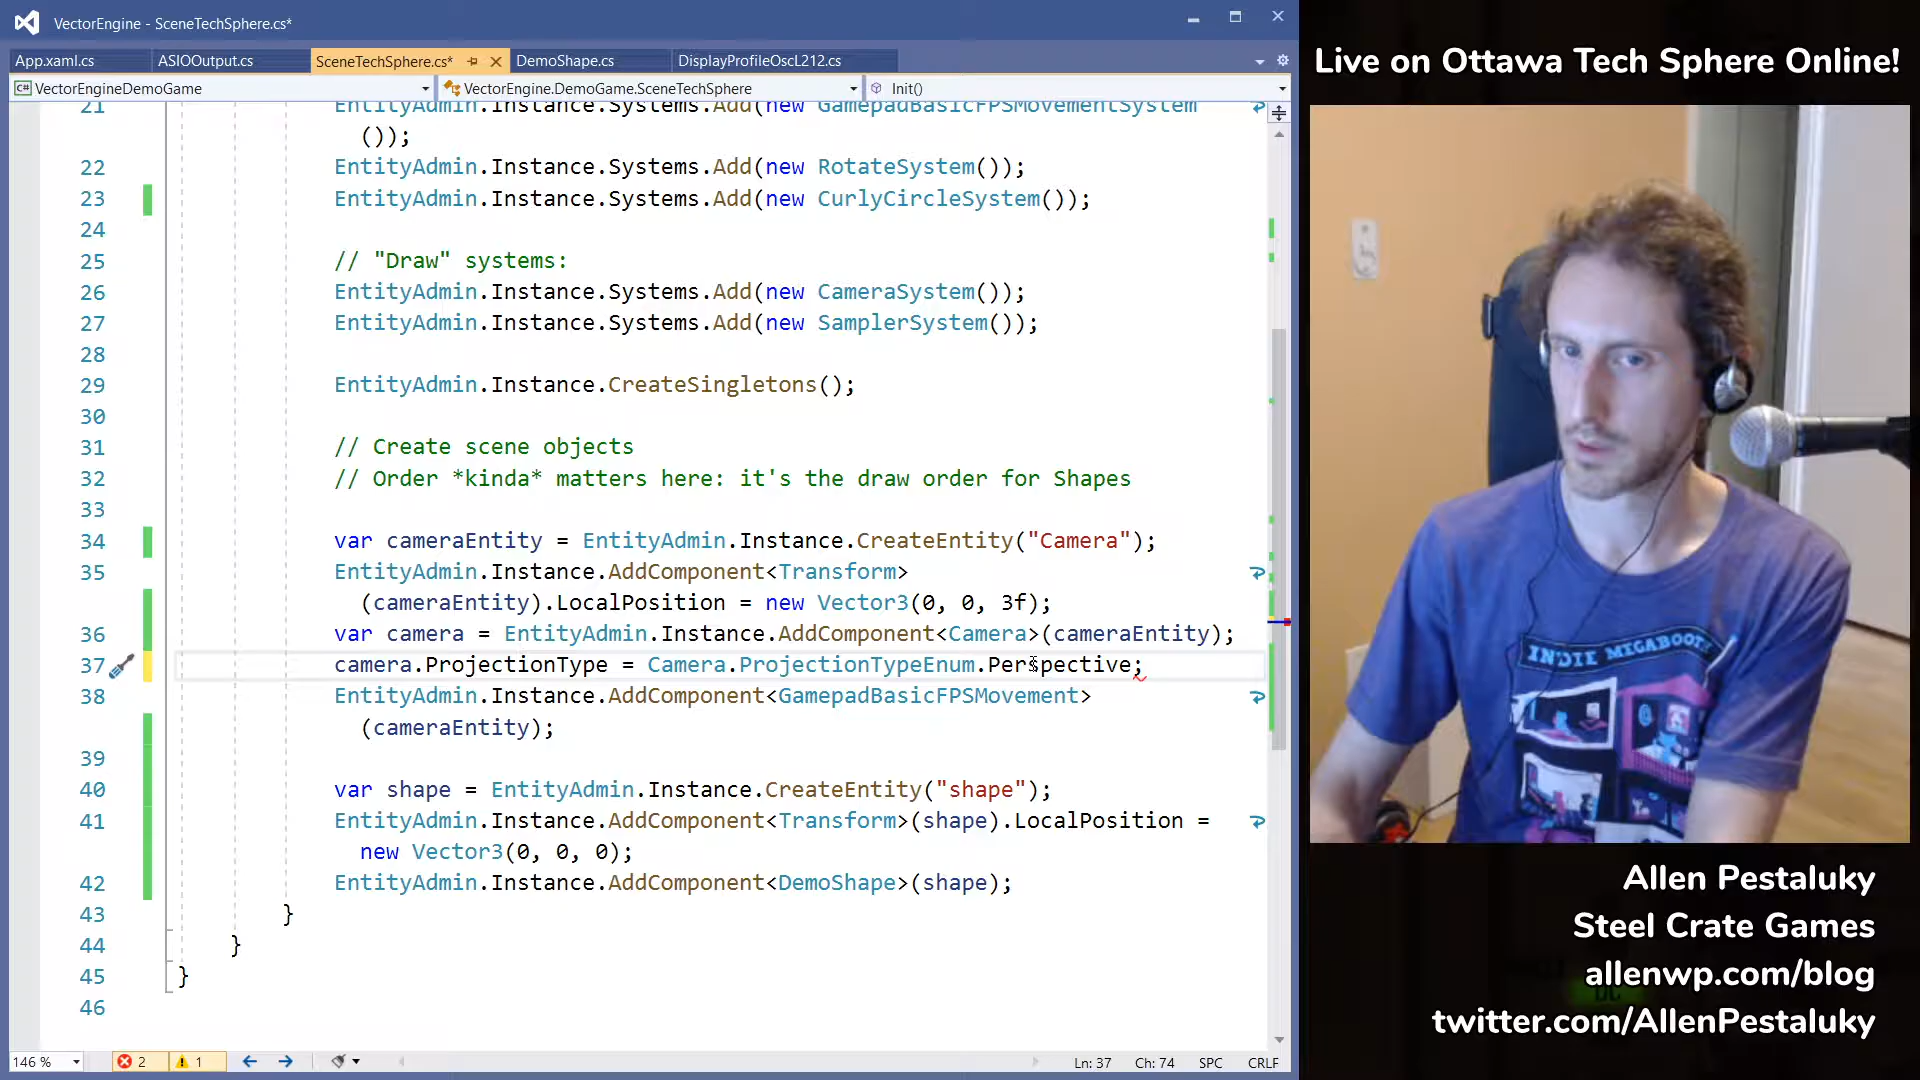 VectorEngine - SceneTechSphere.cs*
App.xaml.cs
ASIOOutput.cs
SceneTechSphere.cs*
DemoShape.cs
DisplayProfileOscL212.cs
C# VectorEngineDemoGame
VectorEngine.DemoGame.SceneTechSphere
Init()
21 EntityAdmin.Instance.Systems.Add(new GamepadBasicFPSMovementSystem
());
22 EntityAdmin.Instance.Systems.Add(new RotateSystem());
23 EntityAdmin.Instance.Systems.Add(new CurlyCircleSystem());
24
25 // "Draw" systems:
26 EntityAdmin.Instance.Systems.Add(new CameraSystem());
27 EntityAdmin.Instance.Systems.Add(new SamplerSystem());
28
29 EntityAdmin.Instance.CreateSingletons();
30
31 // Create scene objects
32 // Order *kinda* matters here: it's the draw order for Shapes
33
34 var cameraEntity = EntityAdmin.Instance.CreateEntity("Camera");
35 EntityAdmin.Instance.AddComponent<Transform>
(cameraEntity).LocalPosition = new Vector3(0, 0, 3f);
36 var camera = EntityAdmin.Instance.AddComponent<Camera>(cameraEntity);
37 camera.ProjectionType = Camera.ProjectionTypeEnum.Perspective;
38 EntityAdmin.Instance.AddComponent<GamepadBasicFPSMovement>
(cameraEntity);
39
40 var shape = EntityAdmin.Instance.CreateEntity("shape");
41 EntityAdmin.Instance.AddComponent<Transform>(shape).LocalPosition =
new Vector3(0, 0, 0);
42 EntityAdmin.Instance.AddComponent<DemoShape>(shape);
43 }
44 }
45 }
46
146 %
2
1
Ln: 37
Ch: 74
SPC
CRLF
Live on Ottawa Tech Sphere Online!
INDIE MEGABOOTH
Allen Pestaluky
Steel Crate Games
allenwp.com/blog
twitter.com/AllenPestaluky